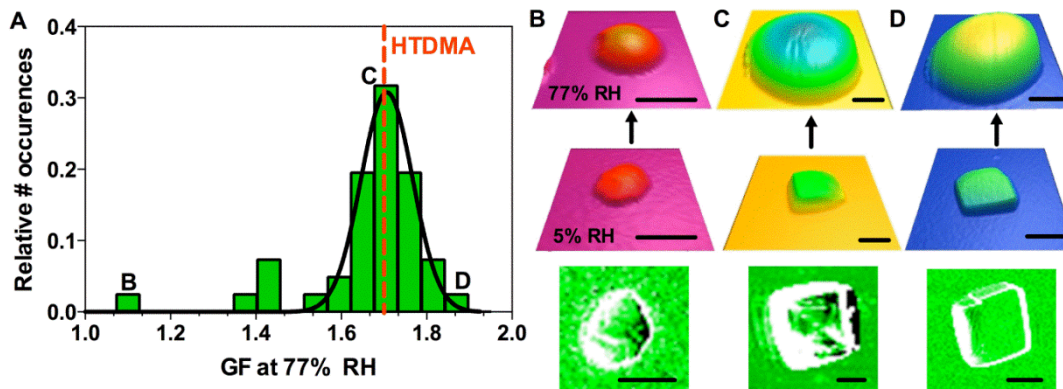 A
Relative # occurences
0.4
0.3
0.2
0.1
0.0
1.0
1.2
1.4
1.6
1.8
2.0
GF at 77% RH
HTDMA
B
C
D
B
C
D
77% RH
5% RH